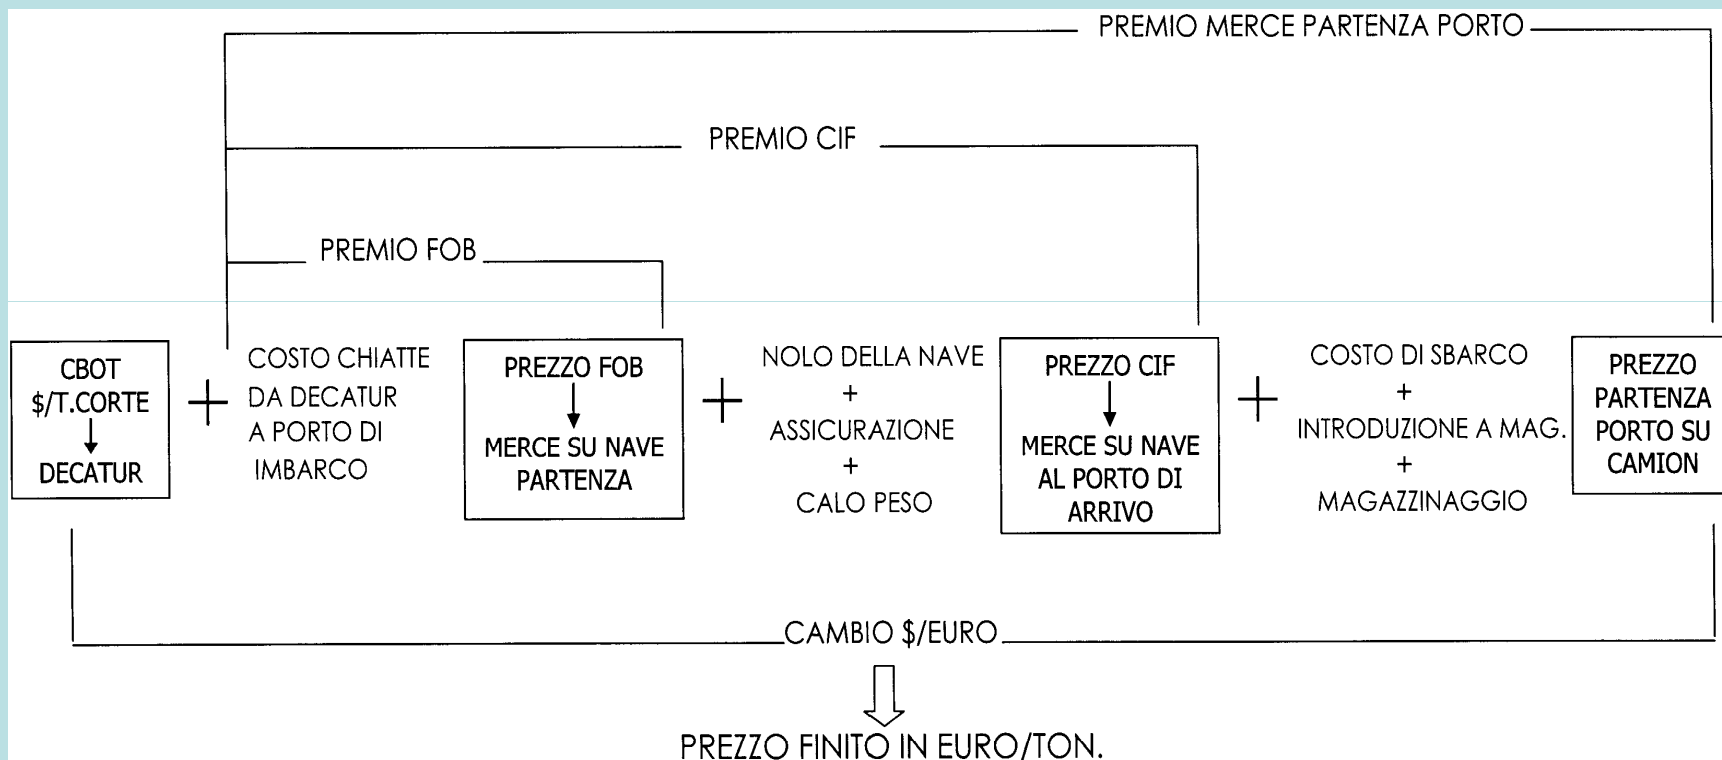 PREMIO MERCE PARTENZA PORTO
PREMIO CIF
PREMIO FOB
CBOT
$/T.CORTE
DECATUR
+
COSTO CHIATTE
DA DECATUR
A PORTO DI
IMBARCO
PREZZO FOB
MERCE SU NAVE
PARTENZA
+
NOLO DELLA NAVE
+
ASSICURAZIONE
+
CALO PESO
PREZZO CIF
MERCE SU NAVE
AL PORTO DI
ARRIVO
+
COSTO DI SBARCO
+
INTRODUZIONE A MAG.
+
MAGAZZINAGGIO
PREZZO
PARTENZA
PORTO SU
CAMION
CAMBIO $/EURO
PREZZO FINITO IN EURO/TON.